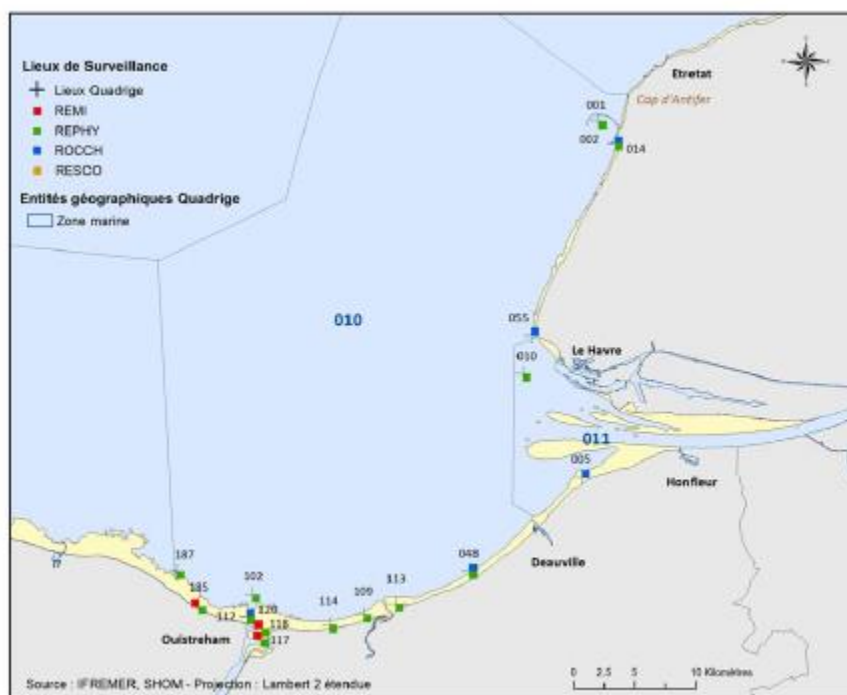 Lieux de Surveillance
Lieux Quadrige
REMI
REPHY
ROCCH
RESCO
Entités géographiques Quadrige
Zone marine
Etretat
Cap d'Antifer
001
002
014
010
055
Le Havre
010
011
005
Honfleur
Deauville
048
187
185
102
113
109
114
112
120
118
117
Ouistreham
Source : IFREMER, SHOM - Projection : Lambert 2 étendue
0 2,5 5 10 Kilomètres